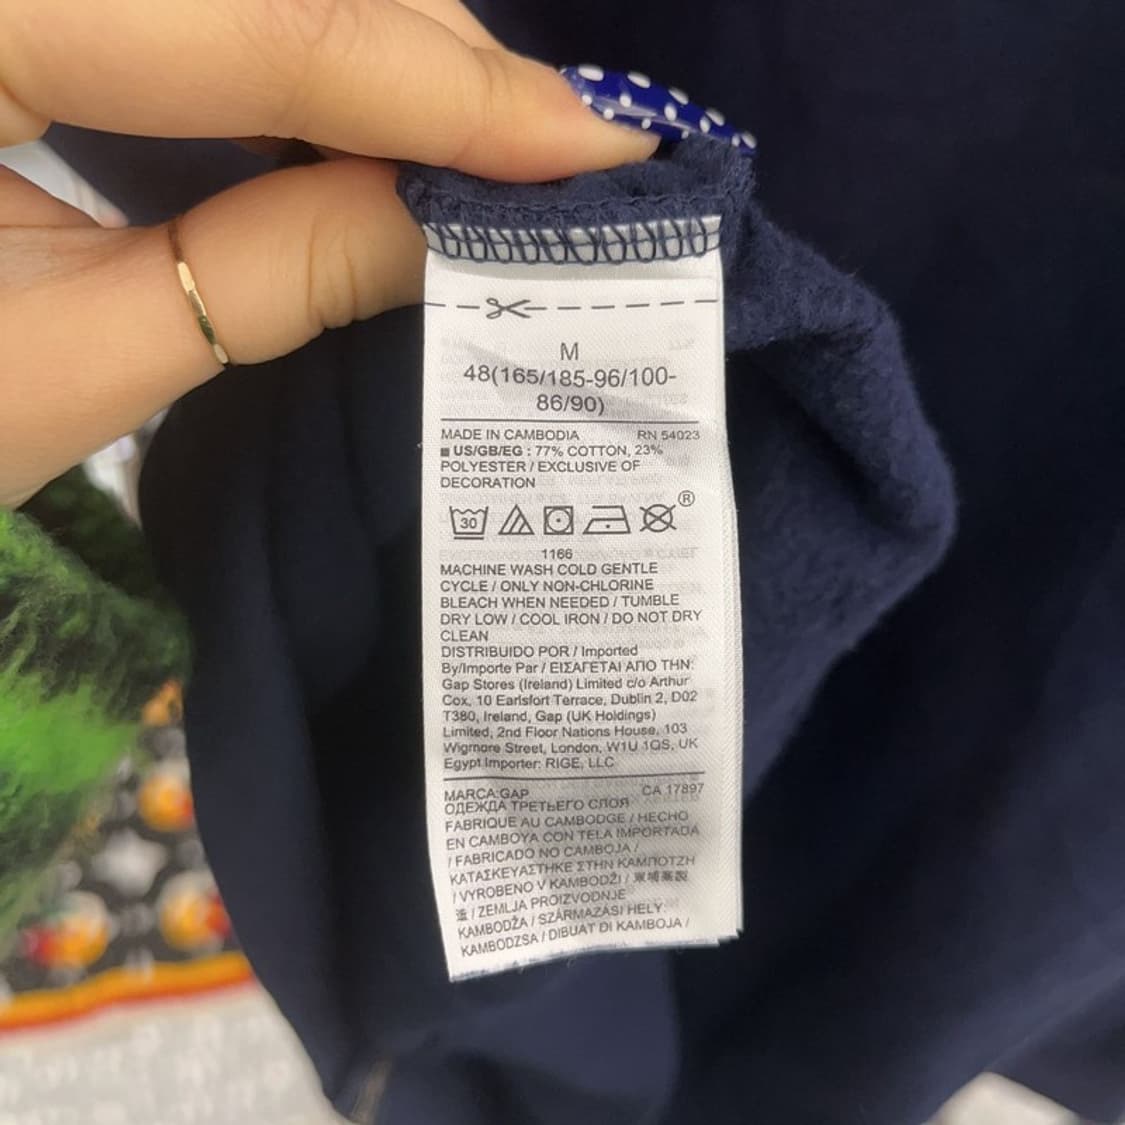 M
48(165/185-96/100-
86/90)
MADE IN CAMBODIA RN 54023
US/GB/EG : 77% COTTON, 23%
POLYESTER / EXCLUSIVE OF
DECORATION
30 ®
1166
MACHINE WASH COLD GENTLE
CYCLE / ONLY NON-CHLORINE
BLEACH WHEN NEEDED / TUMBLE
DRY LOW / COOL IRON / DO NOT DRY
CLEAN
DISTRIBUIDO POR / Imported
By/Importe Par / ΕΙΣΑΓΕΤΑΙ ΑΠΟ ΤΗΝ:
Gap Stores (Ireland) Limited c/o Arthur
Cox, 10 Earlsfort Terrace, Dublin 2, D02
T380, Ireland, Gap (UK Holdings)
Limited, 2nd Floor Nations House, 103
Wigmore Street, London, W1U 1QS, UK
Egypt Importer: RIGE, LLC
MARCA:GAP CA 17897
ОДЕЖДА ТРЕТЬЕГО СЛОЯ
FABRIQUE AU CAMBODGE / HECHO
EN CAMBOYA CON TELA IMPORTADA
/ FABRICADO NO CAMBOJA /
ΚΑΤΑΣΚΕΥΑΣΤΗΚΕ ΣΤΗΝ ΚΑΜΠΟΤΖΗ
/ VYROBENO V KAMBODŽI / 柬埔寨製
造 / ZEMLJA PROIZVODNJE
KAMBODŽA / SZÁRMAZÁSI HELY:
KAMBODZSA / DIBUAT DI KAMBOJA /